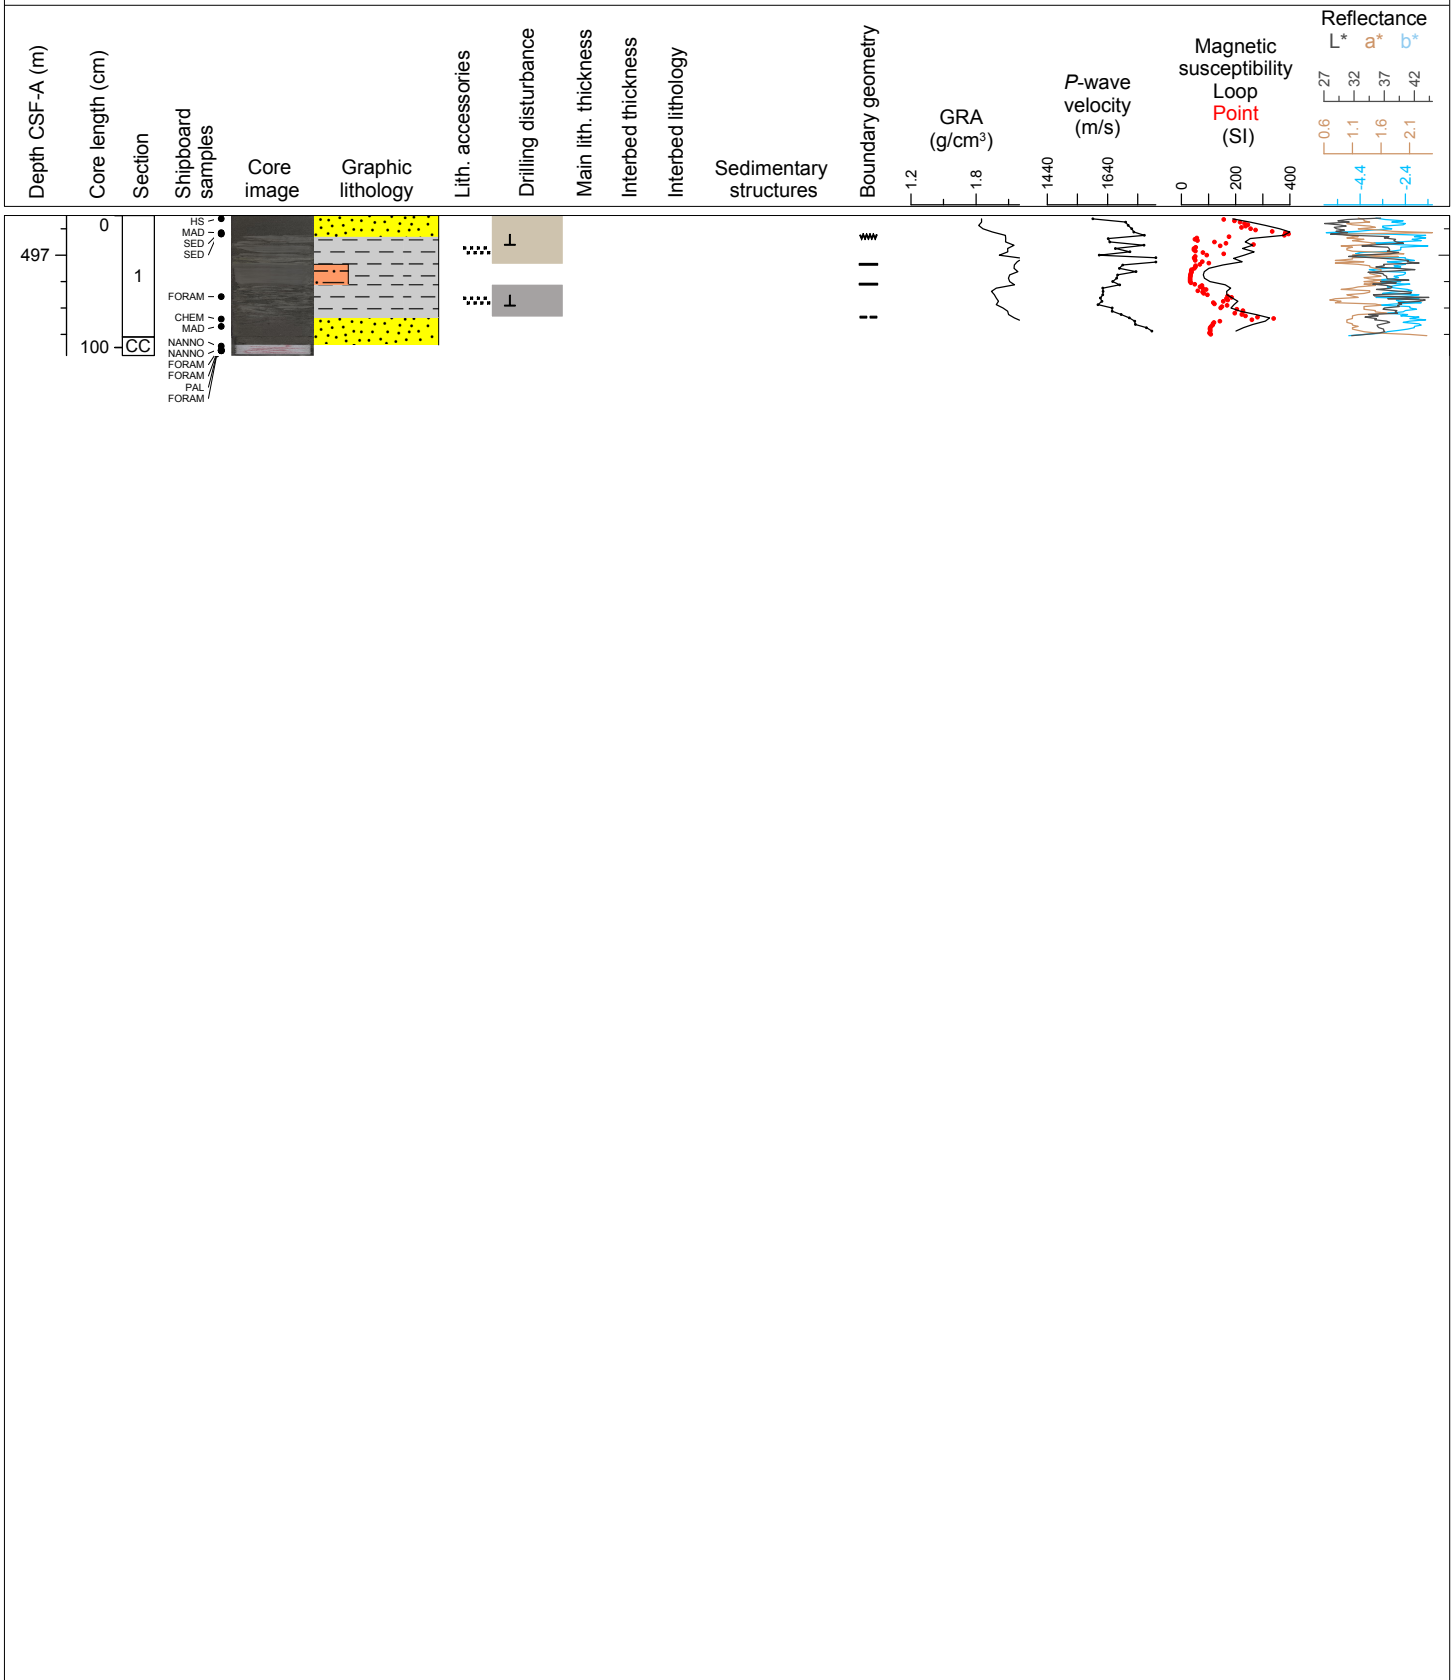 Depth CSF-A (m)
Core length (cm)
Section
Shipboard
samples
Core
image
Graphic
lithology
Lith. accessories
Drilling disturbance
Main lith. thickness
Interbed thickness
Interbed lithology
Sedimentary
structures
Boundary geometry
GRA
(g/cm³)
1.2
1.8
P-wave
velocity
(m/s)
1440
1640
Magnetic
susceptibility
Loop
Point
(SI)
0
200
400
Reflectance
L* a* b*
27
32
37
42
0.6
1.1
1.6
2.1
-4.4
-2.4
497
0
100
1
CC
HS
MAD
SED
SED
FORAM
CHEM
MAD
NANNO
NANNO
FORAM
FORAM
PAL
FORAM